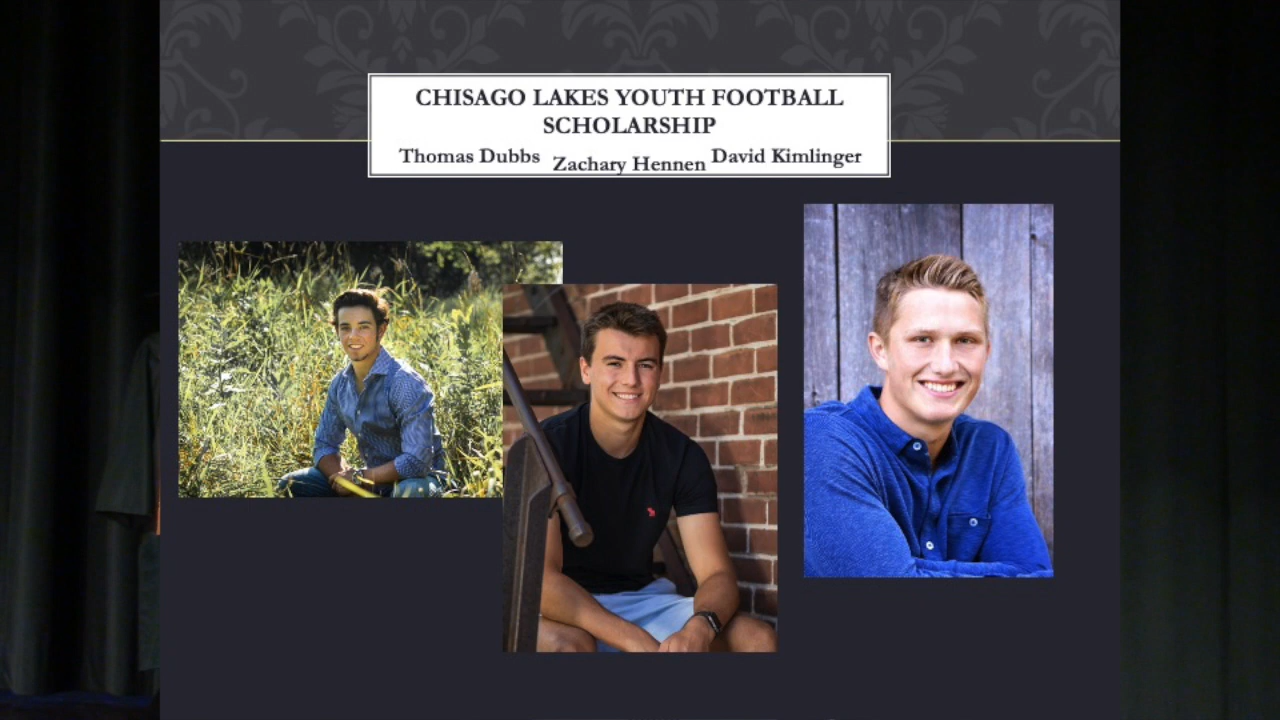 CHISAGO LAKES YOUTH FOOTBALL
SCHOLARSHIP
Thomas Dubbs Zachary Hennen David Kimlinger